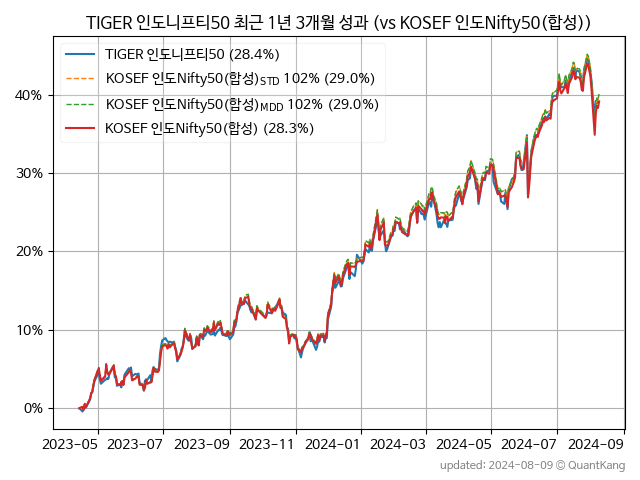 TIGER 인도니프티50 최근 1년 3개월 성과 (vs KOSEF 인도Nifty50(합성))
TIGER 인도니프티50 (28.4%)
KOSEF 인도Nifty50(합성)STD 102% (29.0%)
KOSEF 인도Nifty50(합성)MDD 102% (29.0%)
KOSEF 인도Nifty50(합성) (28.3%)
40%
30%
20%
10%
0%
2023-05 2023-07 2023-09 2023-11 2024-01 2024-03 2024-05 2024-07 2024-09
updated: 2024-08-09 © QuantKang